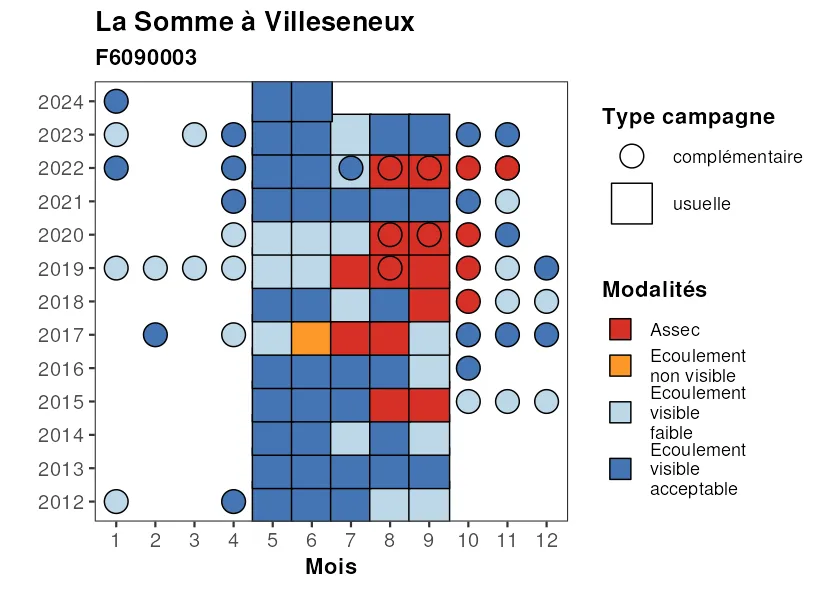 La Somme à Villeseneux
F6090003
2024
2023
2022
2021
2020
2019
2018
2017
2016
2015
2014
2013
2012
1 2 3 4 5 6 7 8 9 10 11 12
Mois
Type campagne
complémentaire
usuelle
Modalités
Assec
Ecoulement
non visible
Ecoulement
visible
faible
Ecoulement
visible
acceptable